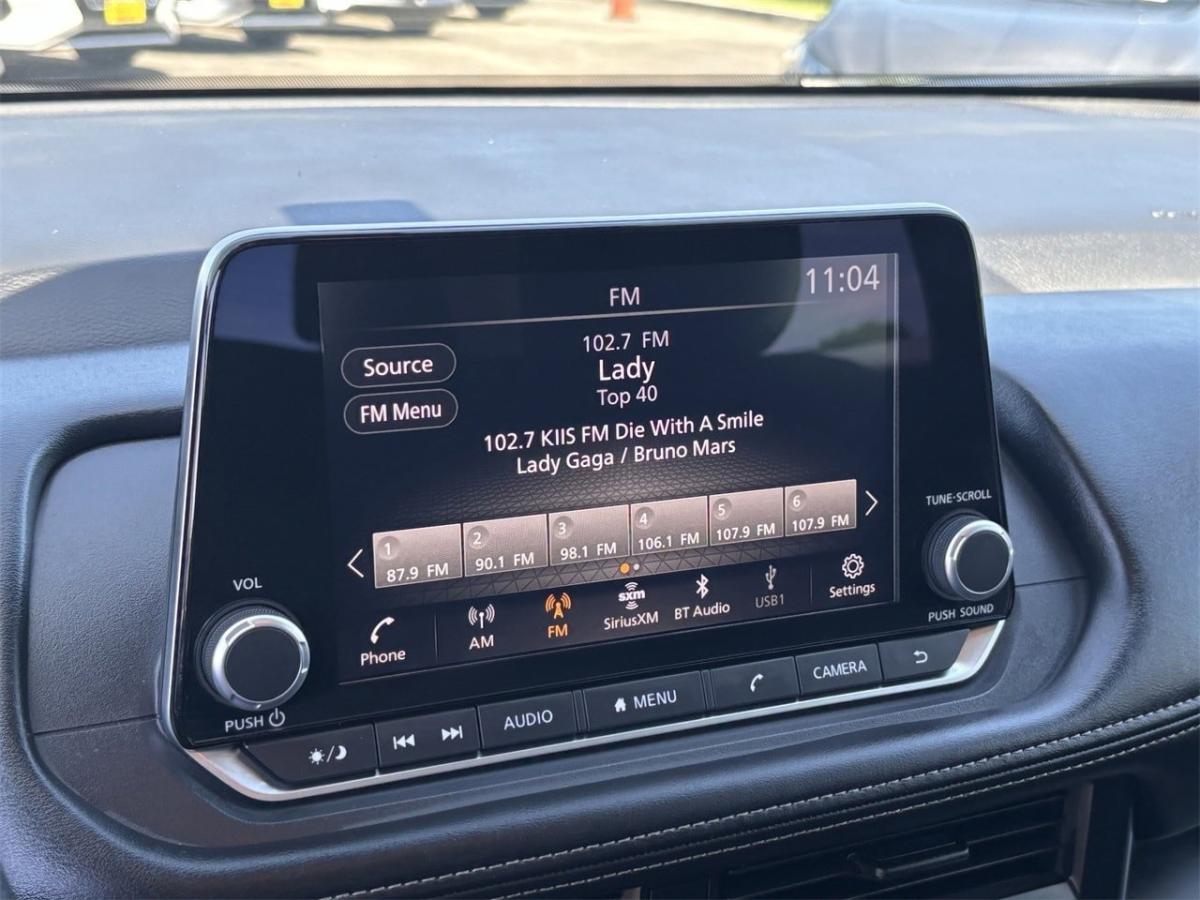 FM
11:04
102.7 FM
Source
Lady
Top 40
FM Menu
102.7 KIIS FM Die With A Smile
Lady Gaga / Bruno Mars
1
87.9 FM
2
90.1 FM
3
98.1 FM
4
106.1 FM
5
107.9 FM
6
107.9 FM
Phone
AM
FM
sxm
SiriusXM
BT Audio
USB1
Settings
VOL
PUSH
TUNE·SCROLL
PUSH SOUND
AUDIO
MENU
CAMERA